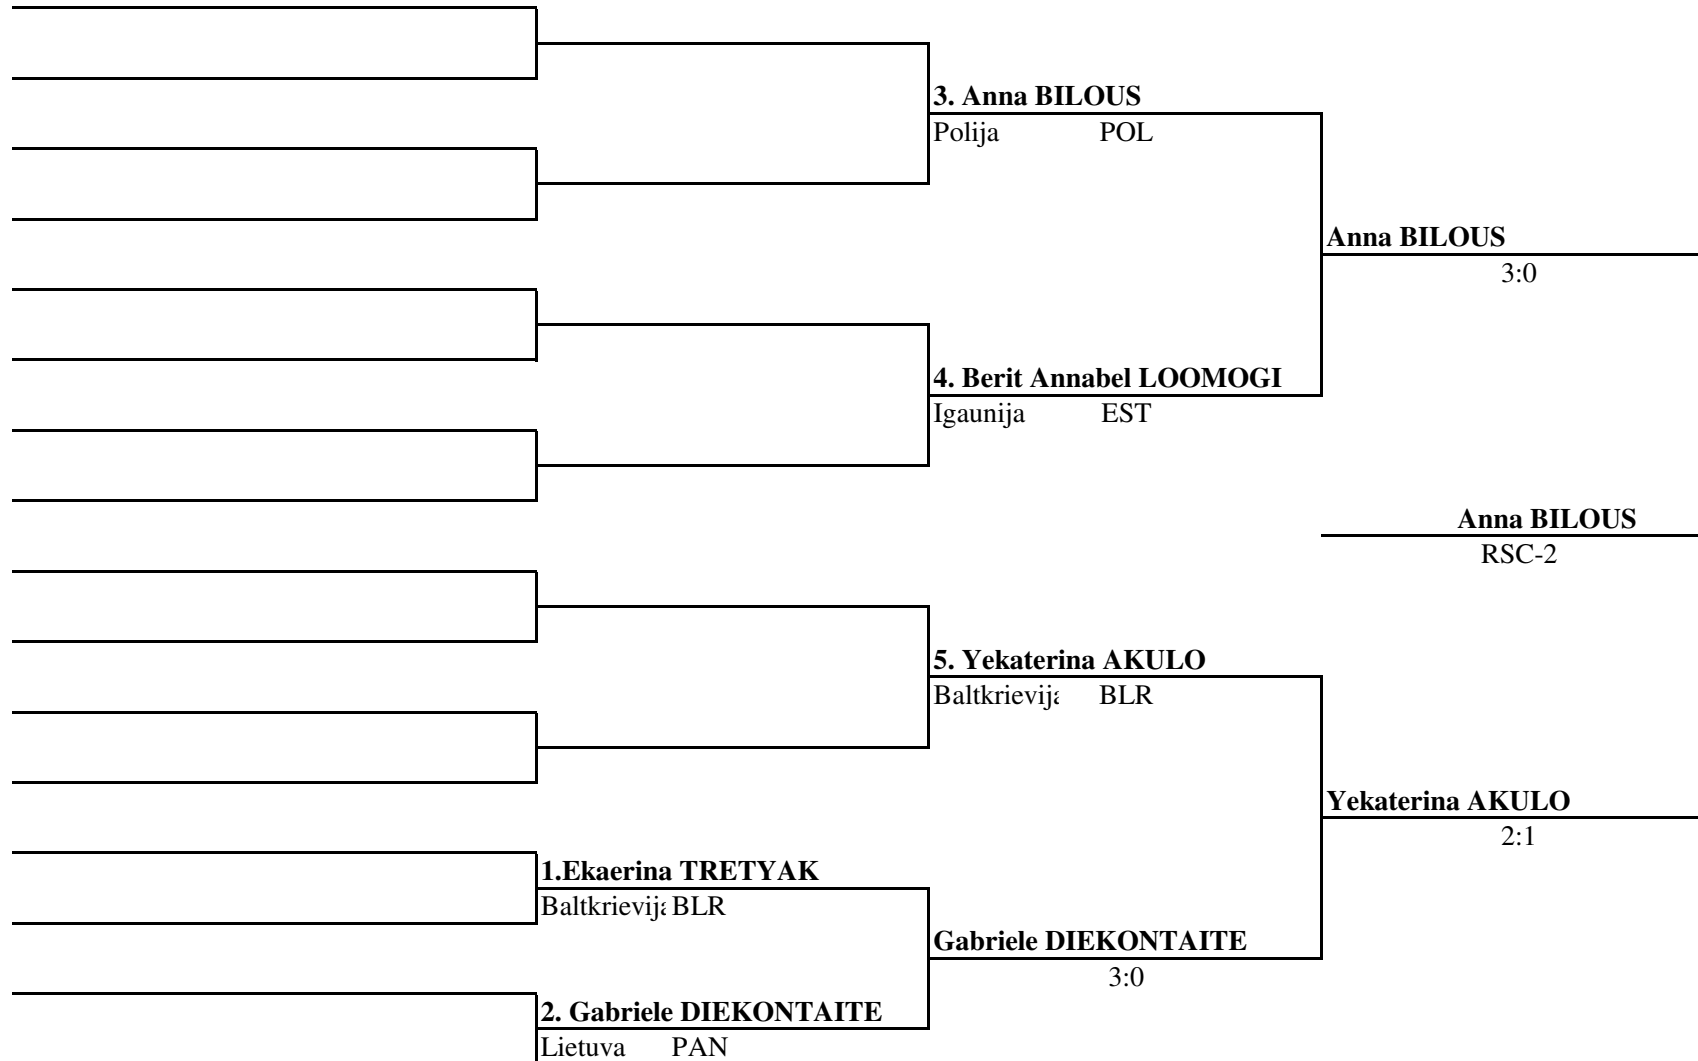 3. Anna BILOUS
Polija POL
Anna BILOUS
3:0
4. Berit Annabel LOOMOGI
Igaunija EST
Anna BILOUS
RSC-2
5. Yekaterina AKULO
Baltkrievija BLR
Yekaterina AKULO
2:1
1.Ekaerina TRETYAK
Baltkrievija BLR
Gabriele DIEKONTAITE
3:0
2. Gabriele DIEKONTAITE
Lietuva PAN